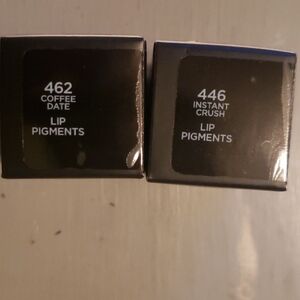 462
COFFEE
DATE
LIP
PIGMENTS
446
INSTANT
CRUSH
LIP
PIGMENTS